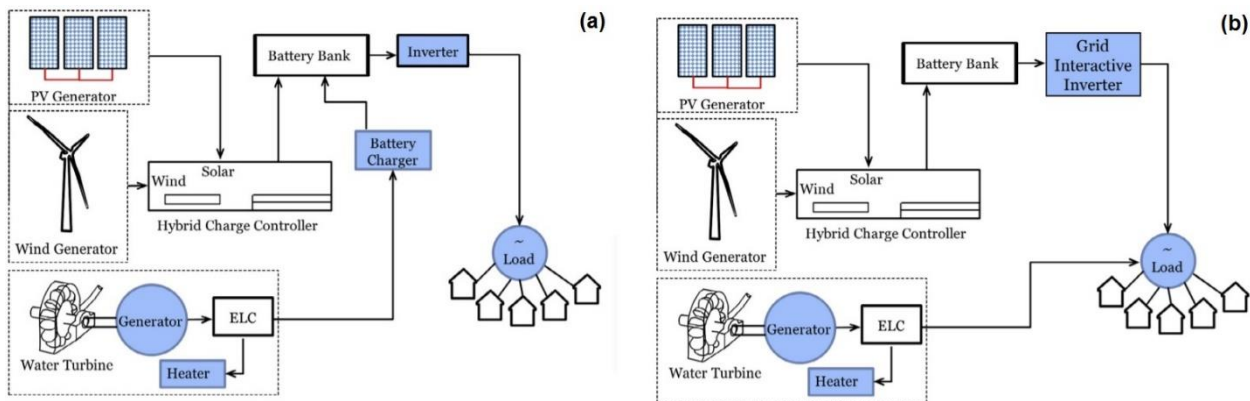 (a)
PV Generator
Battery Bank
Inverter
Battery
Charger
Solar
Wind
Hybrid Charge Controller
Wind Generator
~
Load
Generator
ELC
Water Turbine
Heater
(b)
PV Generator
Battery Bank
Grid
Interactive
Inverter
Solar
Wind
Hybrid Charge Controller
Wind Generator
~
Load
Generator
ELC
Water Turbine
Heater